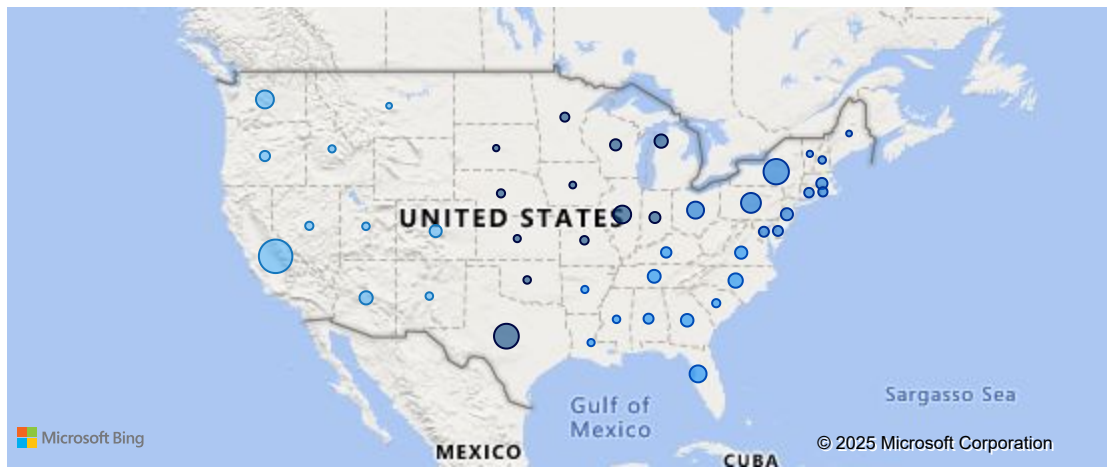 UNITED STATES
Sargasso Sea
Gulf of
Mexico
Microsoft Bing
© 2025 Microsoft Corporation
MEXICO
CUBA